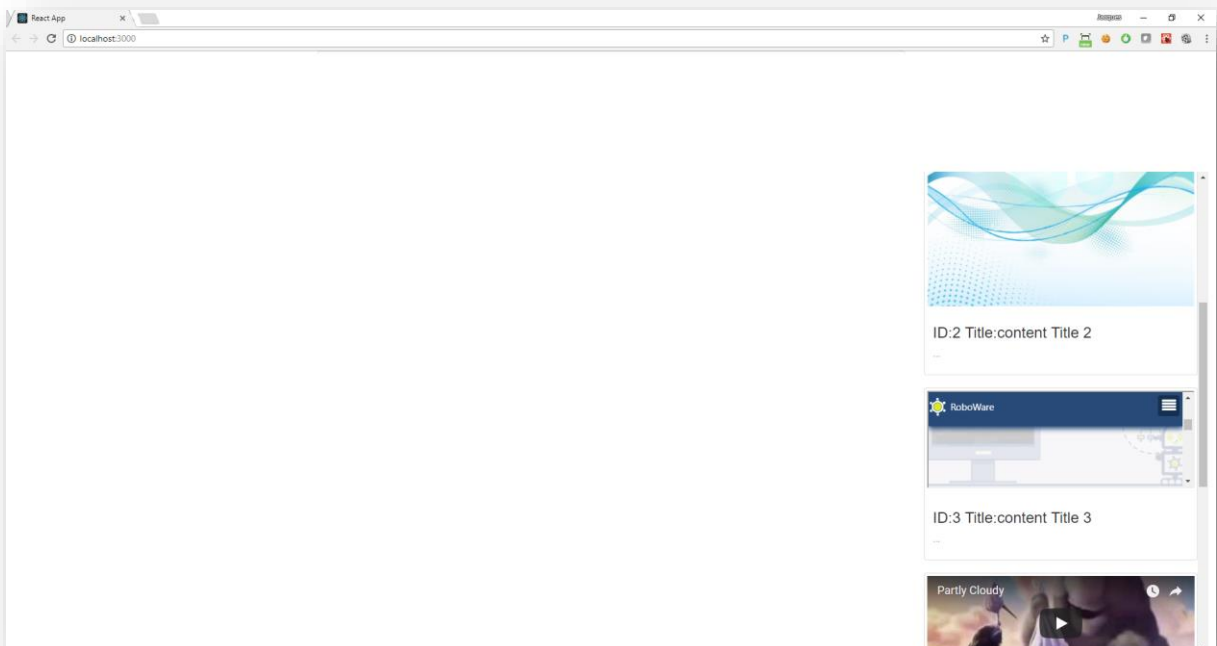 React App
Jacques
localhost:3000
P
ID:2 Title:content Title 2
...
RoboWare
ID:3 Title:content Title 3
...
Partly Cloudy